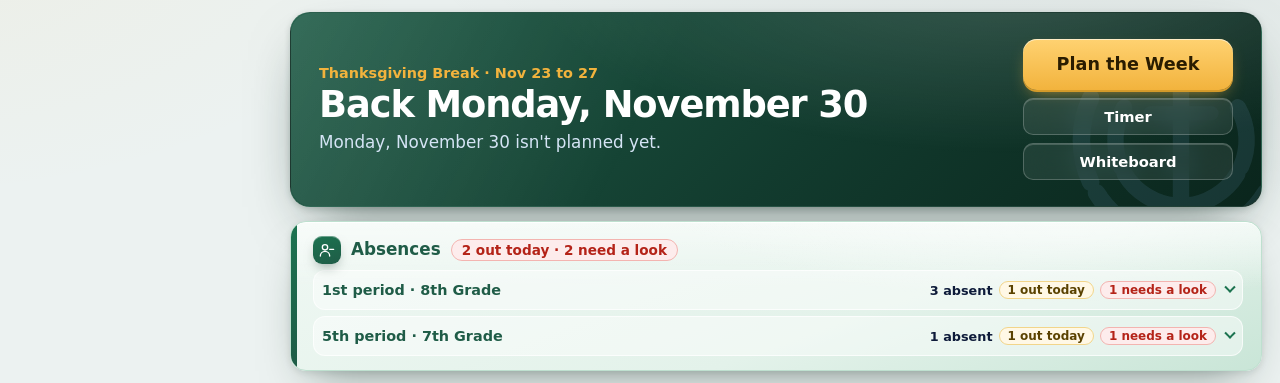 Thanksgiving Break · Nov 23 to 27
Back Monday, November 30
Monday, November 30 isn't planned yet.
Plan the Week
Timer
Whiteboard
Absences 2 out today · 2 need a look
1st period · 8th Grade 3 absent 1 out today 1 needs a look
5th period · 7th Grade 1 absent 1 out today 1 needs a look